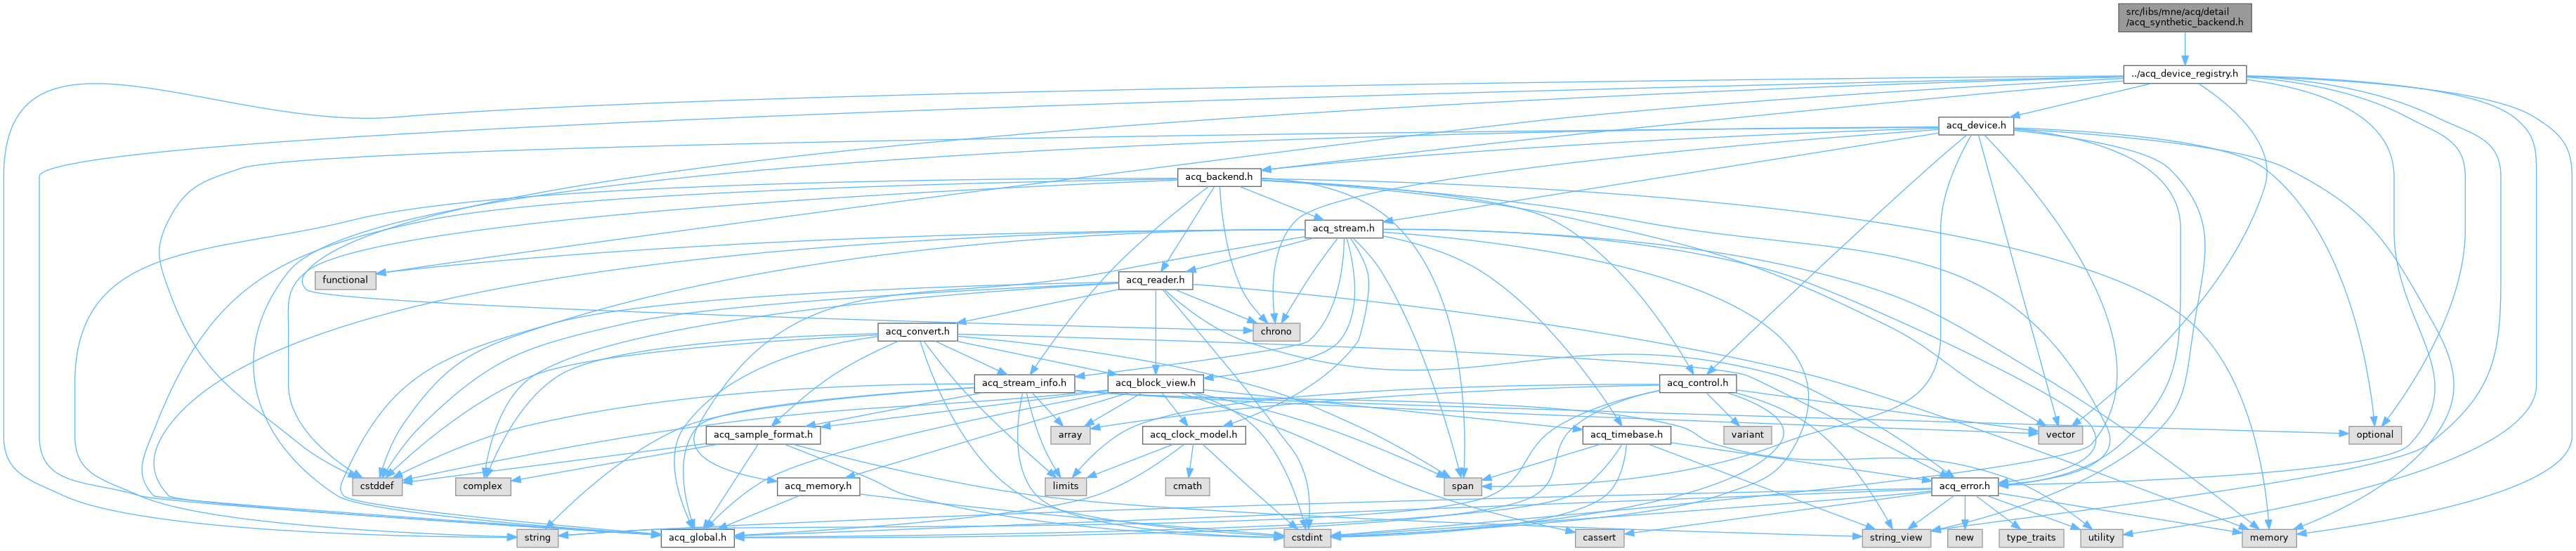 src/libs/mne/acq/detail
/acq_synthetic_backend.h
../acq_device_registry.h
acq_device.h
acq_backend.h
acq_stream.h
functional
acq_reader.h
acq_convert.h
chrono
acq_stream_info.h
acq_block_view.h
acq_control.h
acq_sample_format.h
array
acq_clock_model.h
acq_timebase.h
variant
vector
optional
cstddef
complex
acq_memory.h
limits
cmath
span
acq_error.h
string
acq_global.h
cstdint
cassert
string_view
new
type_traits
utility
memory